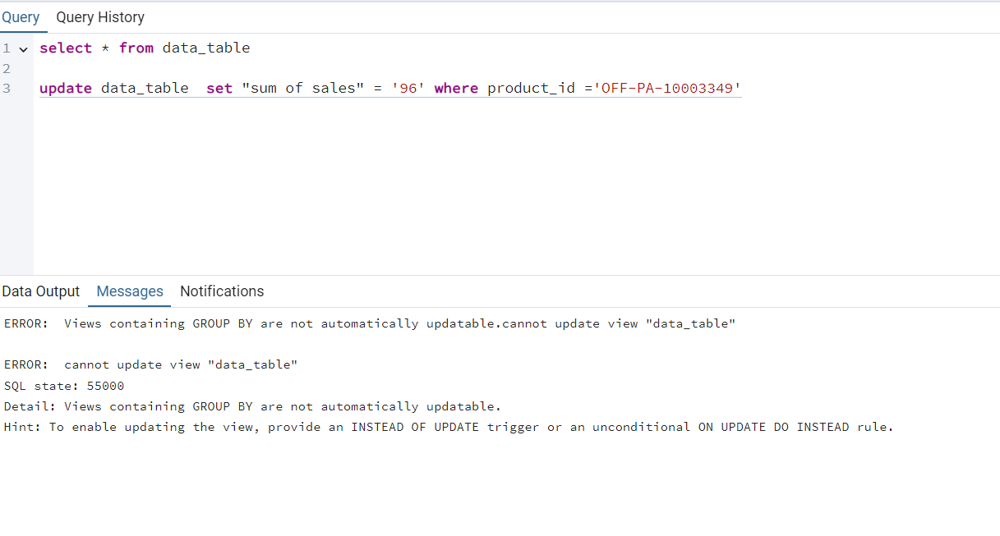 Query Query History
1 select * from data_table
2
3 update data_table  set "sum of sales" = '96' where product_id ='OFF-PA-10003349'
Data Output Messages Notifications
ERROR:  Views containing GROUP BY are not automatically updatable.cannot update view "data_table"
ERROR:  cannot update view "data_table"
SQL state: 55000
Detail: Views containing GROUP BY are not automatically updatable.
Hint: To enable updating the view, provide an INSTEAD OF UPDATE trigger or an unconditional ON UPDATE DO INSTEAD rule.